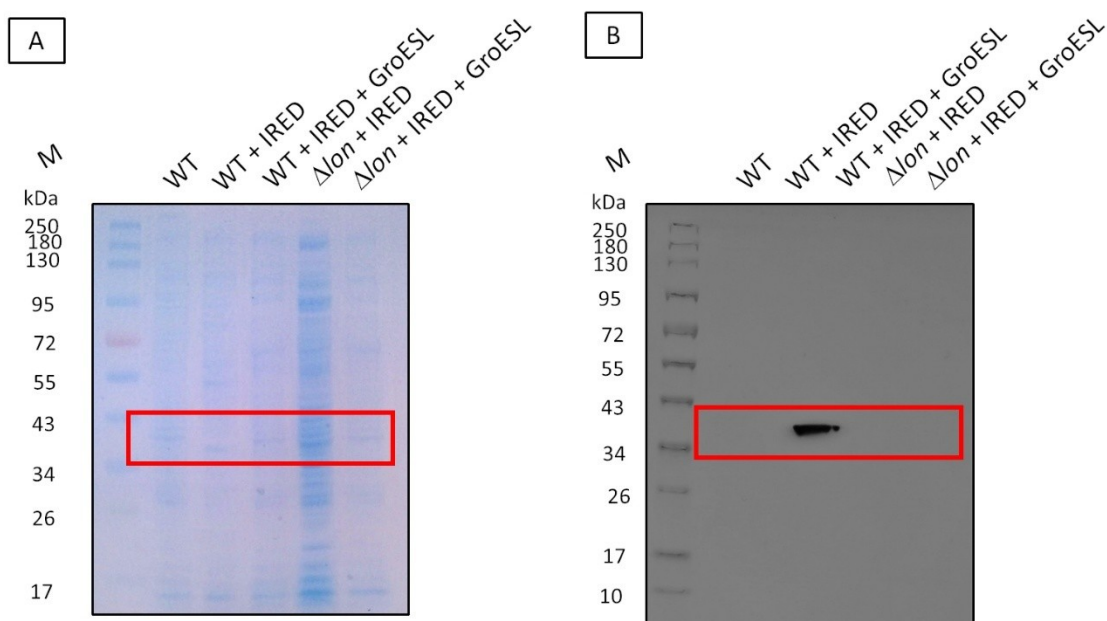 A
M
kDa
WT
WT + IRED
WT + IRED + GroESL
Δlon + IRED
Δlon + IRED + GroESL
250
180
130
95
72
55
43
34
26
17
B
M
kDa
WT
WT + IRED
WT + IRED + GroESL
Δlon + IRED
Δlon + IRED + GroESL
250
180
130
95
72
55
43
34
26
17
10